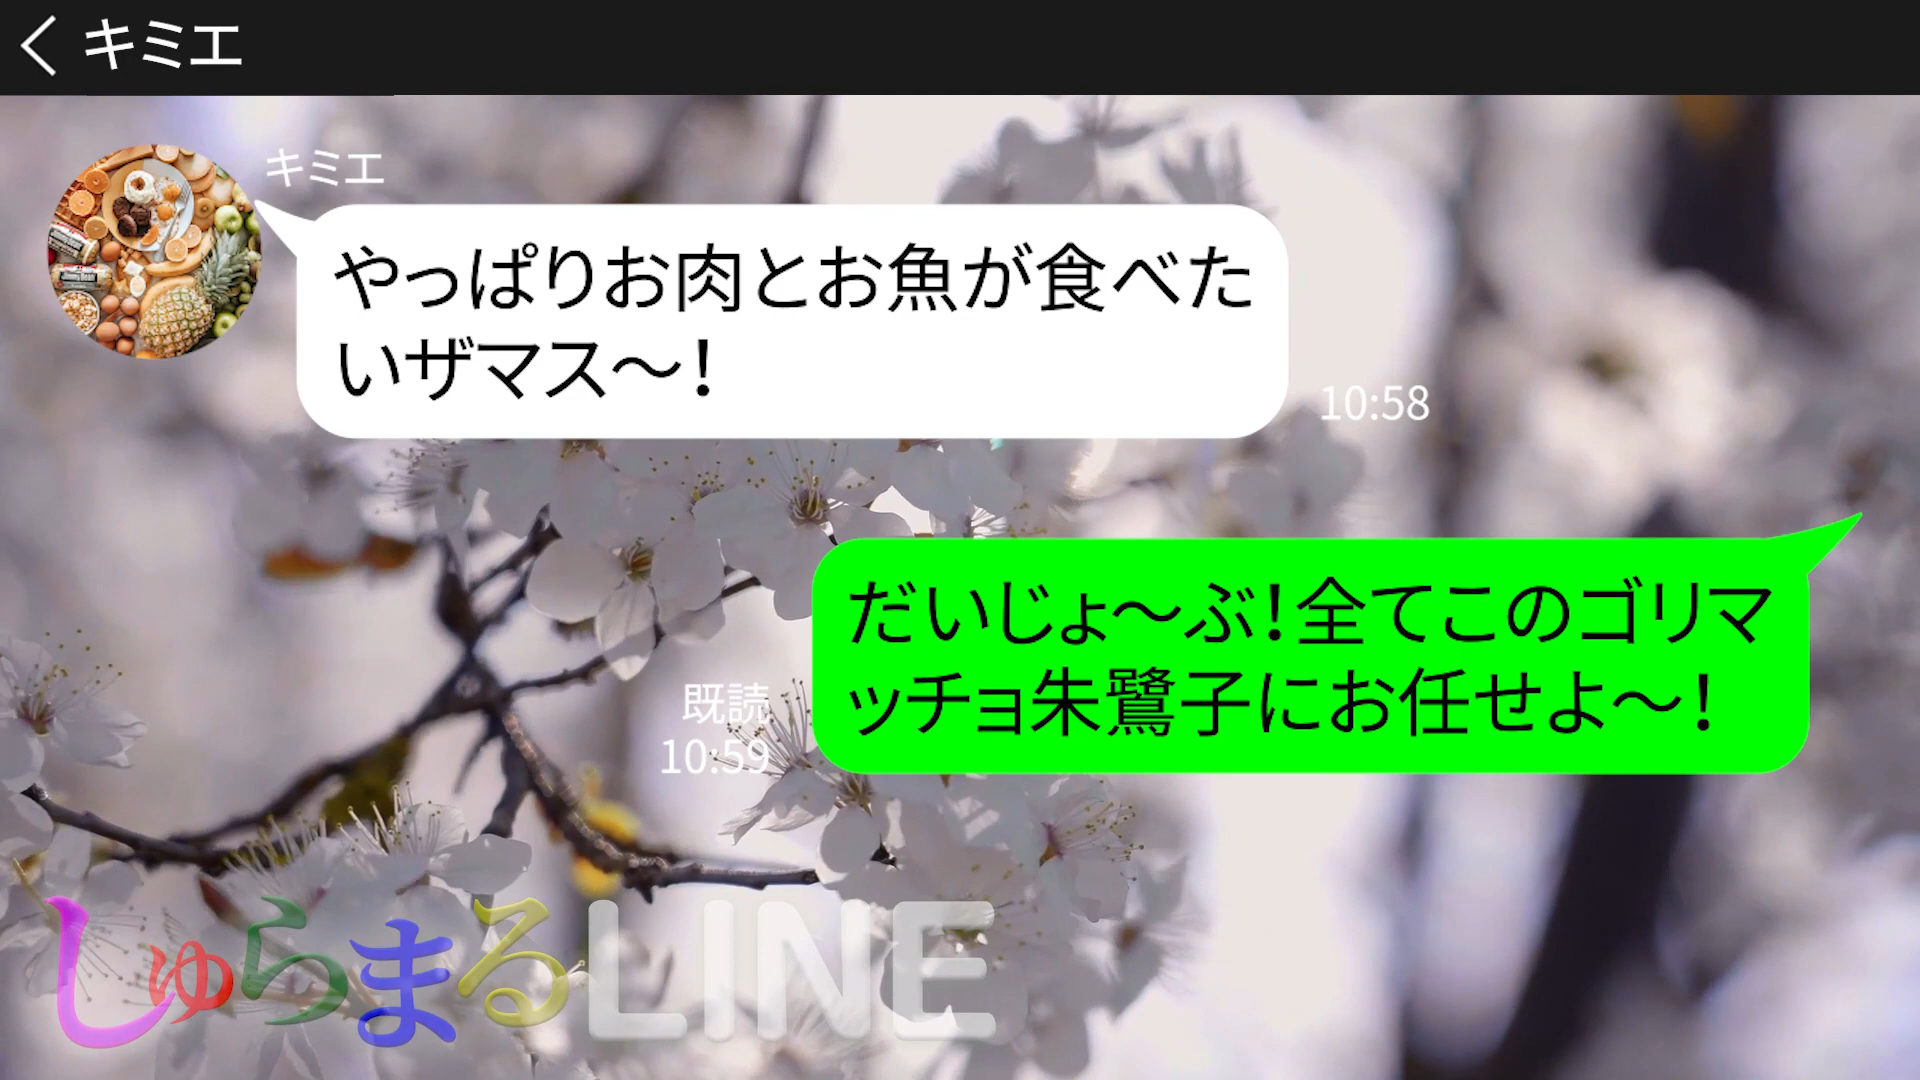 キミエ
キミエ
やっぱりお肉とお魚が食べた
いザマス～！
10:58
だいじょ～ぶ！全てこのゴリマ
ッチョ朱鷺子にお任せよ～！
既読
10:59
しゅらまるLINE